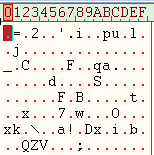 0123456789ABCDEF
.=.2..'.i..pu.l.
.j..............
._.C.....F..qa..
......d...S.....
.......F.B.....t
..x....7.w...O..
xk.\..a!Dx.i.b.
.QZV...;.....